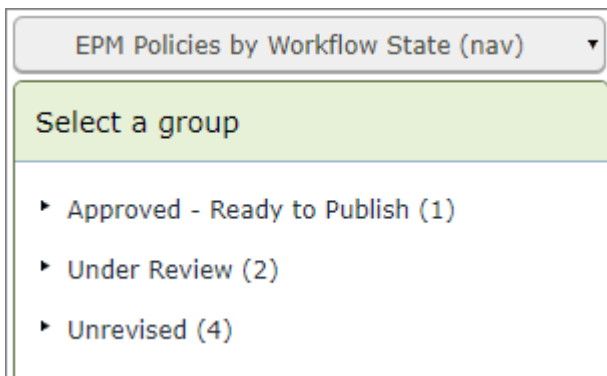 EPM Policies by Workflow State (nav)
Select a group
Approved - Ready to Publish (1)
Under Review (2)
Unrevised (4)